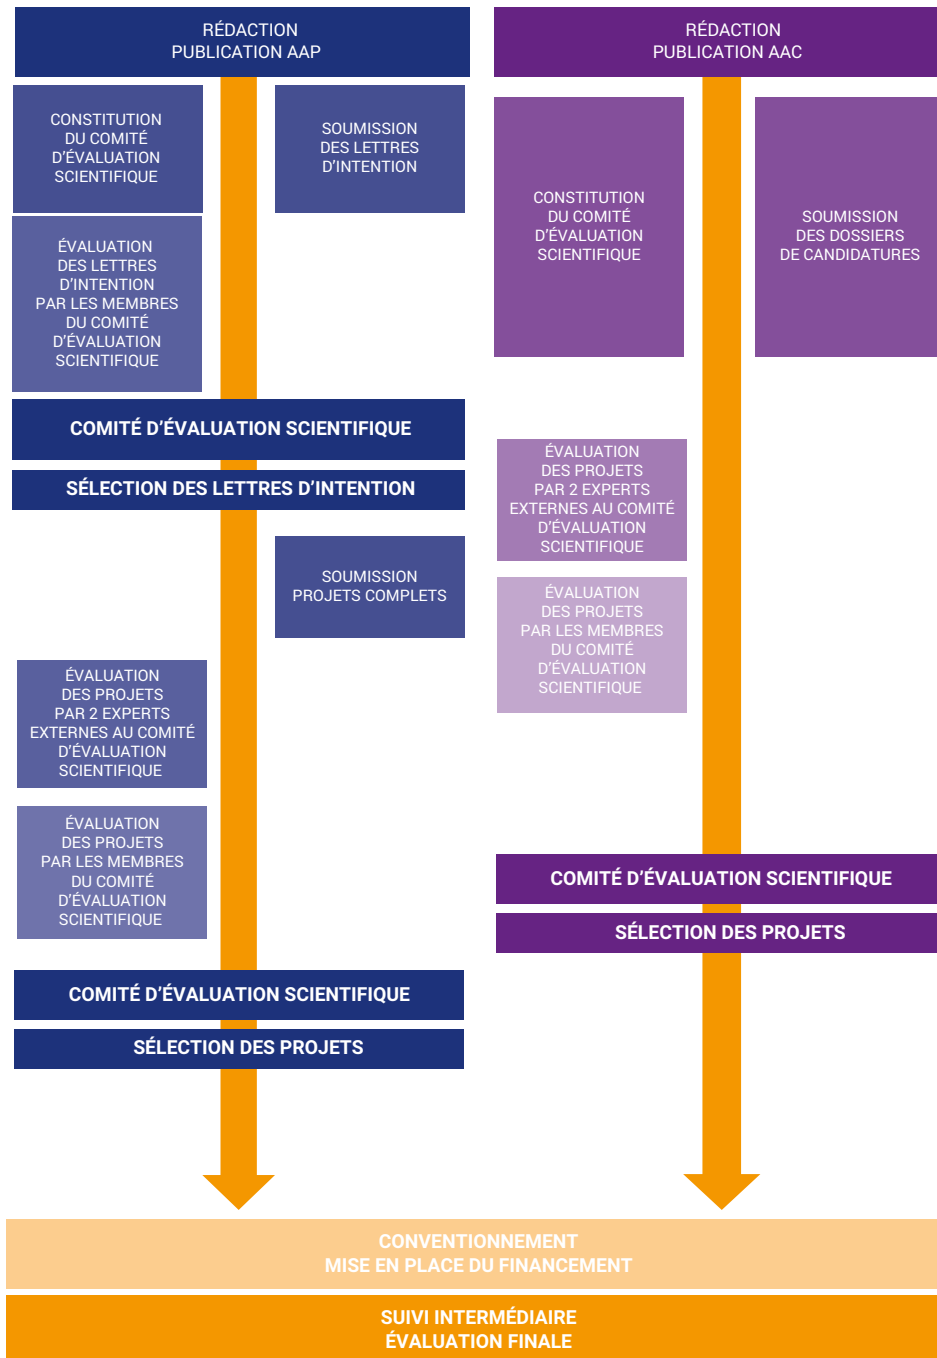 RÉDACTION
PUBLICATION AAP
CONSTITUTION
DU COMITÉ
D'ÉVALUATION
SCIENTIFIQUE
SOUMISSION
DES LETTRES
D'INTENTION
ÉVALUATION
DES LETTRES
D'INTENTION
PAR LES MEMBRES
DU COMITÉ
D'ÉVALUATION
SCIENTIFIQUE
COMITÉ D'ÉVALUATION SCIENTIFIQUE
SÉLECTION DES LETTRES D'INTENTION
SOUMISSION
PROJETS COMPLETS
ÉVALUATION
DES PROJETS
PAR 2 EXPERTS
EXTERNES AU COMITÉ
D'ÉVALUATION
SCIENTIFIQUE
ÉVALUATION
DES PROJETS
PAR LES MEMBRES
DU COMITÉ
D'ÉVALUATION
SCIENTIFIQUE
COMITÉ D'ÉVALUATION SCIENTIFIQUE
SÉLECTION DES PROJETS
RÉDACTION
PUBLICATION AAC
CONSTITUTION
DU COMITÉ
D'ÉVALUATION
SCIENTIFIQUE
SOUMISSION
DES DOSSIERS
DE CANDIDATURES
ÉVALUATION
DES PROJETS
PAR 2 EXPERTS
EXTERNES AU COMITÉ
D'ÉVALUATION
SCIENTIFIQUE
ÉVALUATION
DES PROJETS
PAR LES MEMBRES
DU COMITÉ
D'ÉVALUATION
SCIENTIFIQUE
COMITÉ D'ÉVALUATION SCIENTIFIQUE
SÉLECTION DES PROJETS
CONVENTIONNEMENT
MISE EN PLACE DU FINANCEMENT
SUIVI INTERMÉDIAIRE
ÉVALUATION FINALE